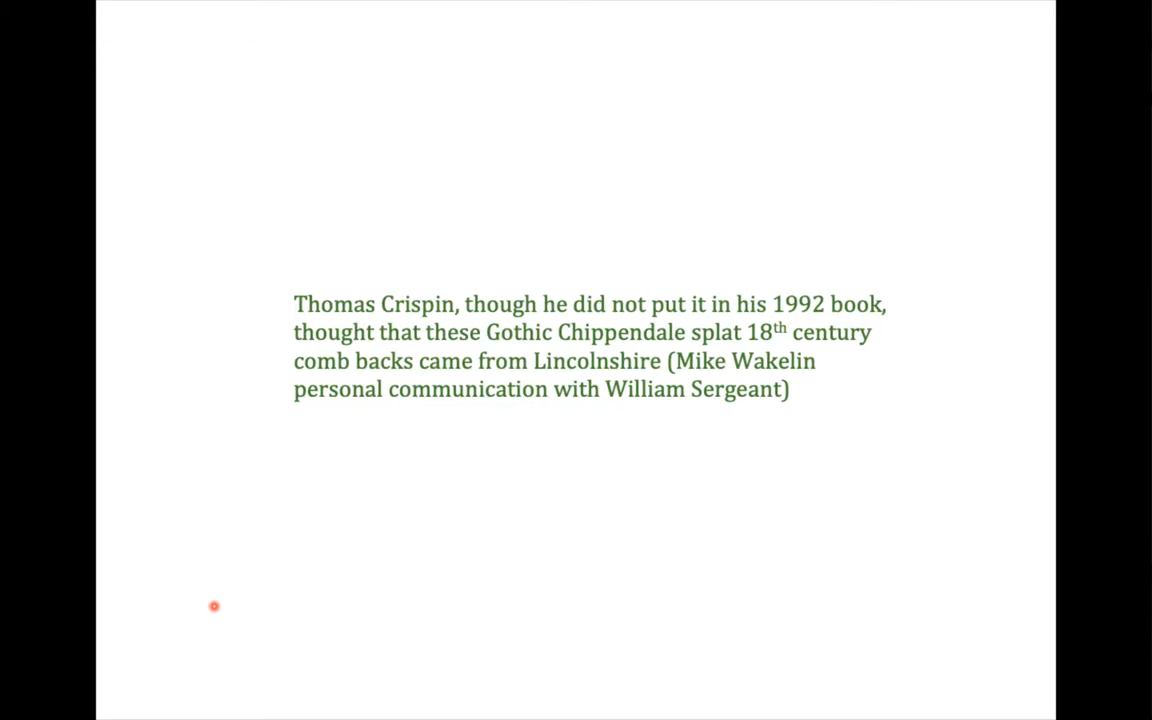 Thomas Crispin, though he did not put it in his 1992 book,
thought that these Gothic Chippendale splat 18th century
comb backs came from Lincolnshire (Mike Wakelin
personal communication with William Sergeant)